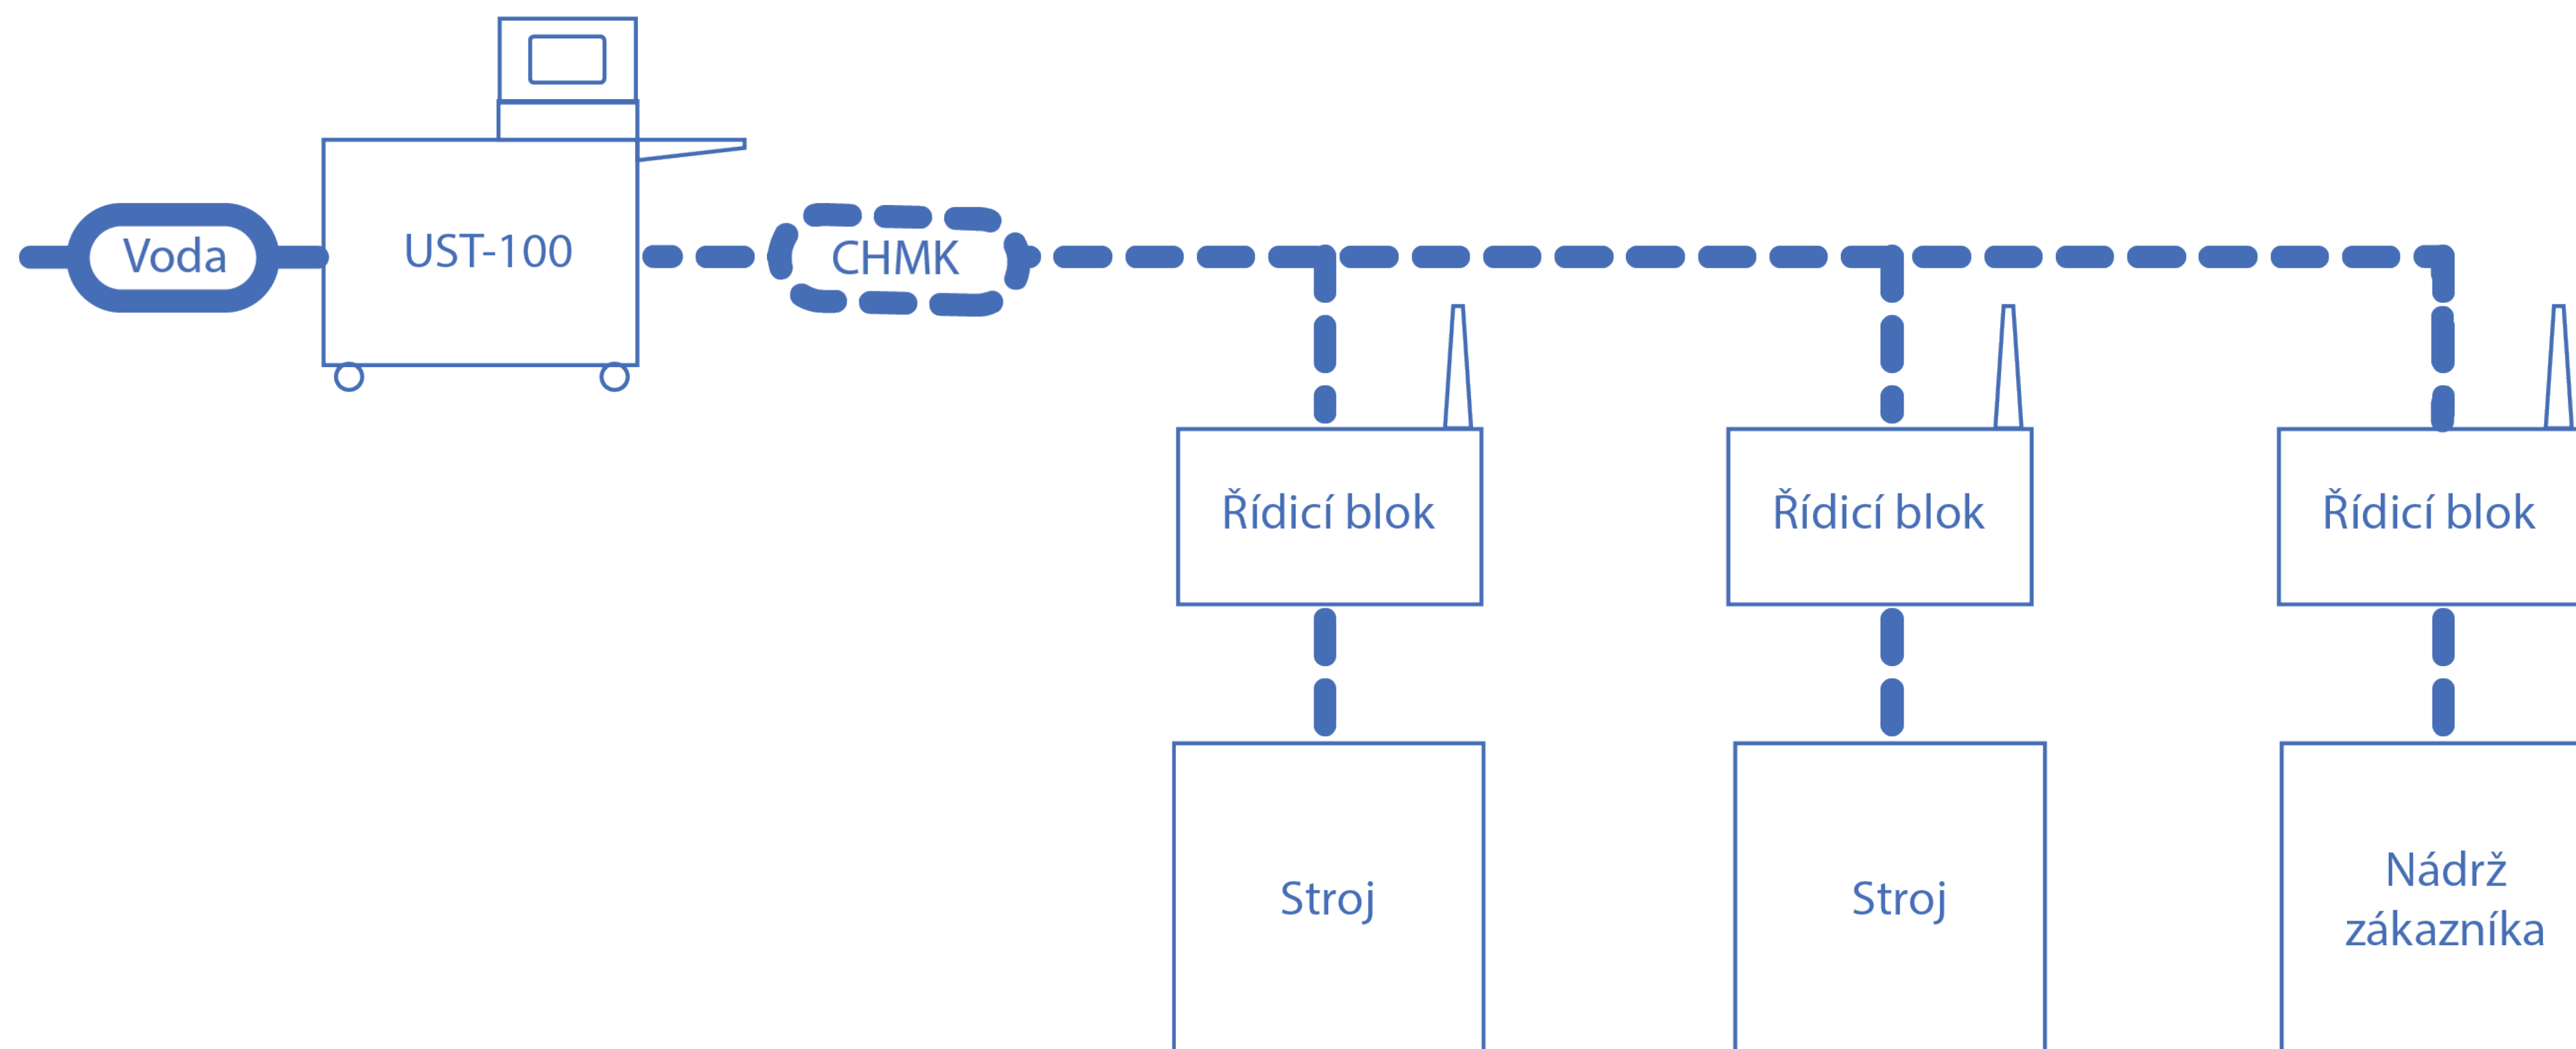 Voda
UST-100
CHMK
Řídicí blok
Řídicí blok
Řídicí blok
Stroj
Stroj
Nádrž
zákazníka